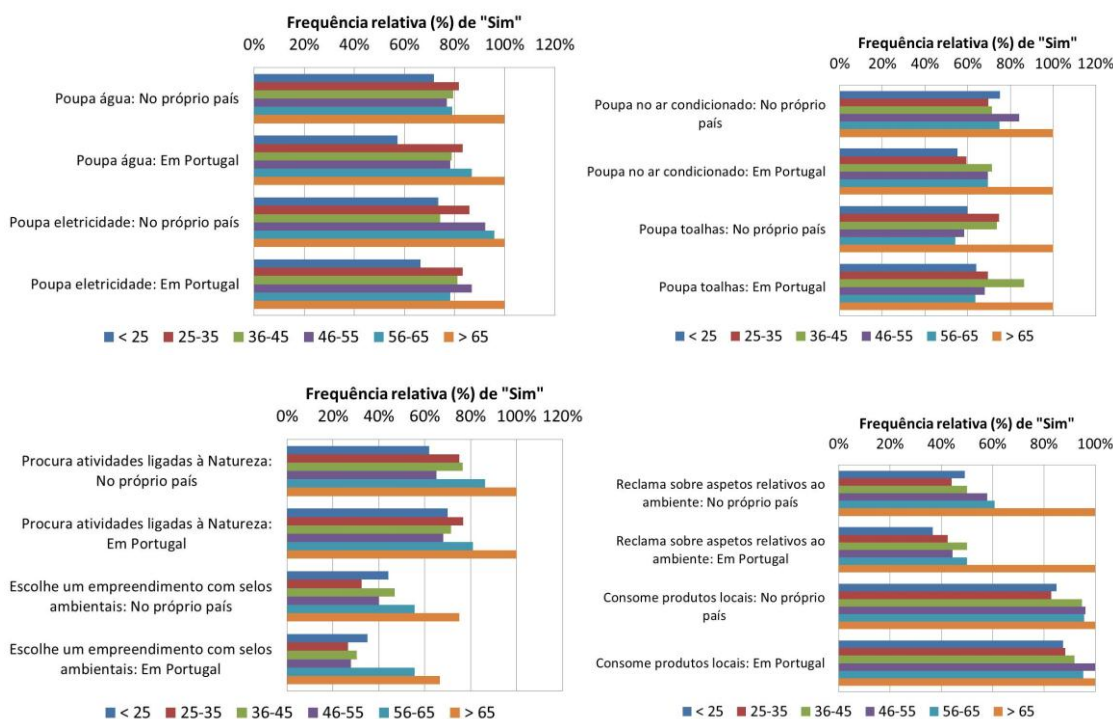 Frequência relativa (%) de "Sim"
0% 20% 40% 60% 80% 100% 120%
Poupa água: No próprio país
Poupa água: Em Portugal
Poupa eletricidade: No próprio país
Poupa eletricidade: Em Portugal
< 25 25-35 36-45 46-55 56-65 > 65
Frequência relativa (%) de "Sim"
0% 20% 40% 60% 80% 100% 120%
Poupa no ar condicionado: No próprio
país
Poupa no ar condicionado: Em Portugal
Poupa toalhas: No próprio país
Poupa toalhas: Em Portugal
< 25 25-35 36-45 46-55 56-65 > 65
Frequência relativa (%) de "Sim"
0% 20% 40% 60% 80% 100% 120%
Procura atividades ligadas à Natureza:
No próprio país
Procura atividades ligadas à Natureza:
Em Portugal
Escolhe um empreendimento com selos
ambientais: No próprio país
Escolhe um empreendimento com selos
ambientais: Em Portugal
< 25 25-35 36-45 46-55 56-65 > 65
Frequência relativa (%) de "Sim"
0% 20% 40% 60% 80% 100%
Reclama sobre aspetos relativos ao
ambiente: No próprio país
Reclama sobre aspetos relativos ao
ambiente: Em Portugal
Consome produtos locais: No próprio
país
Consome produtos locais: Em Portugal
< 25 25-35 36-45 46-55 56-65 > 65